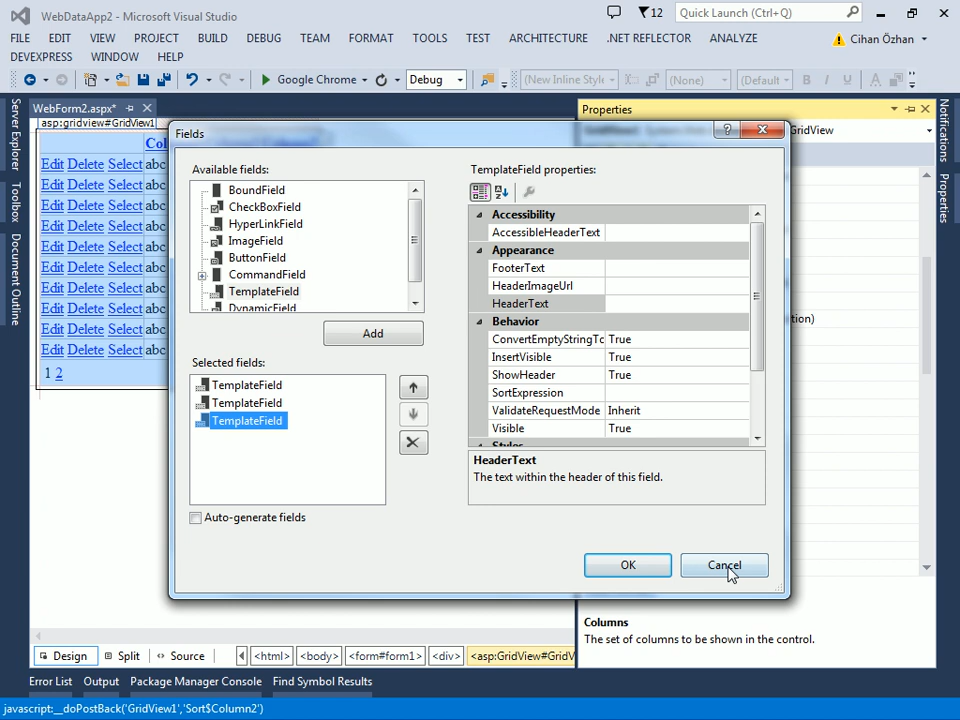 WebDataApp2 - Microsoft Visual Studio
12
Quick Launch (Ctrl+Q)
FILE EDIT VIEW PROJECT BUILD DEBUG TEAM FORMAT TOOLS TEST ARCHITECTURE .NET REFLECTOR ANALYZE
Cihan Özhan
DEVEXPRESS WINDOW HELP
Google Chrome
Debug
(New Inline Style
(None)
(Default
B I U A
WebForm2.aspx*
Properties
asp:gridview#GridView1
GridView
Server Explorer
Toolbox
Document Outline
Notifications
Properties
Col
Edit Delete Select abc
Edit Delete Select abc
Edit Delete Select abc
Edit Delete Select abc
Edit Delete Select abc
Edit Delete Select abc
Edit Delete Select abc
Edit Delete Select abc
Edit Delete Select abc
Edit Delete Select abc
1 2
Fields
?
Available fields:
BoundField
CheckBoxField
HyperLinkField
ImageField
ButtonField
CommandField
TemplateField
DynamicField
Add
Selected fields:
TemplateField
TemplateField
TemplateField
Auto-generate fields
TemplateField properties:
Accessibility
AccessibleHeaderText
Appearance
FooterText
HeaderImageUrl
HeaderText
Behavior
ConvertEmptyStringTc True
InsertVisible True
ShowHeader True
SortExpression
ValidateRequestMode Inherit
Visible True
Styles
HeaderText
The text within the header of this field.
OK
Cancel
tion)
Columns
The set of columns to be shown in the control.
Design Split Source
<html> <body> <form#form1> <div> <asp:GridView#GridV
Error List Output Package Manager Console Find Symbol Results
javascript:__doPostBack('GridView1','Sort$Column2')